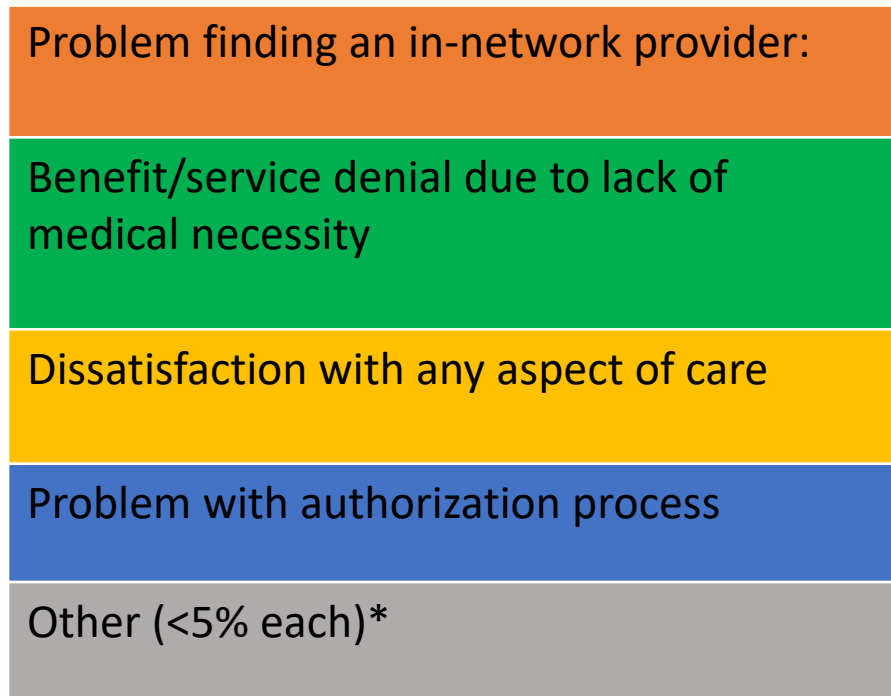 Problem finding an in-network provider:
Benefit/service denial due to lack of
medical necessity
Dissatisfaction with any aspect of care
Problem with authorization process
Other (<5% each)*